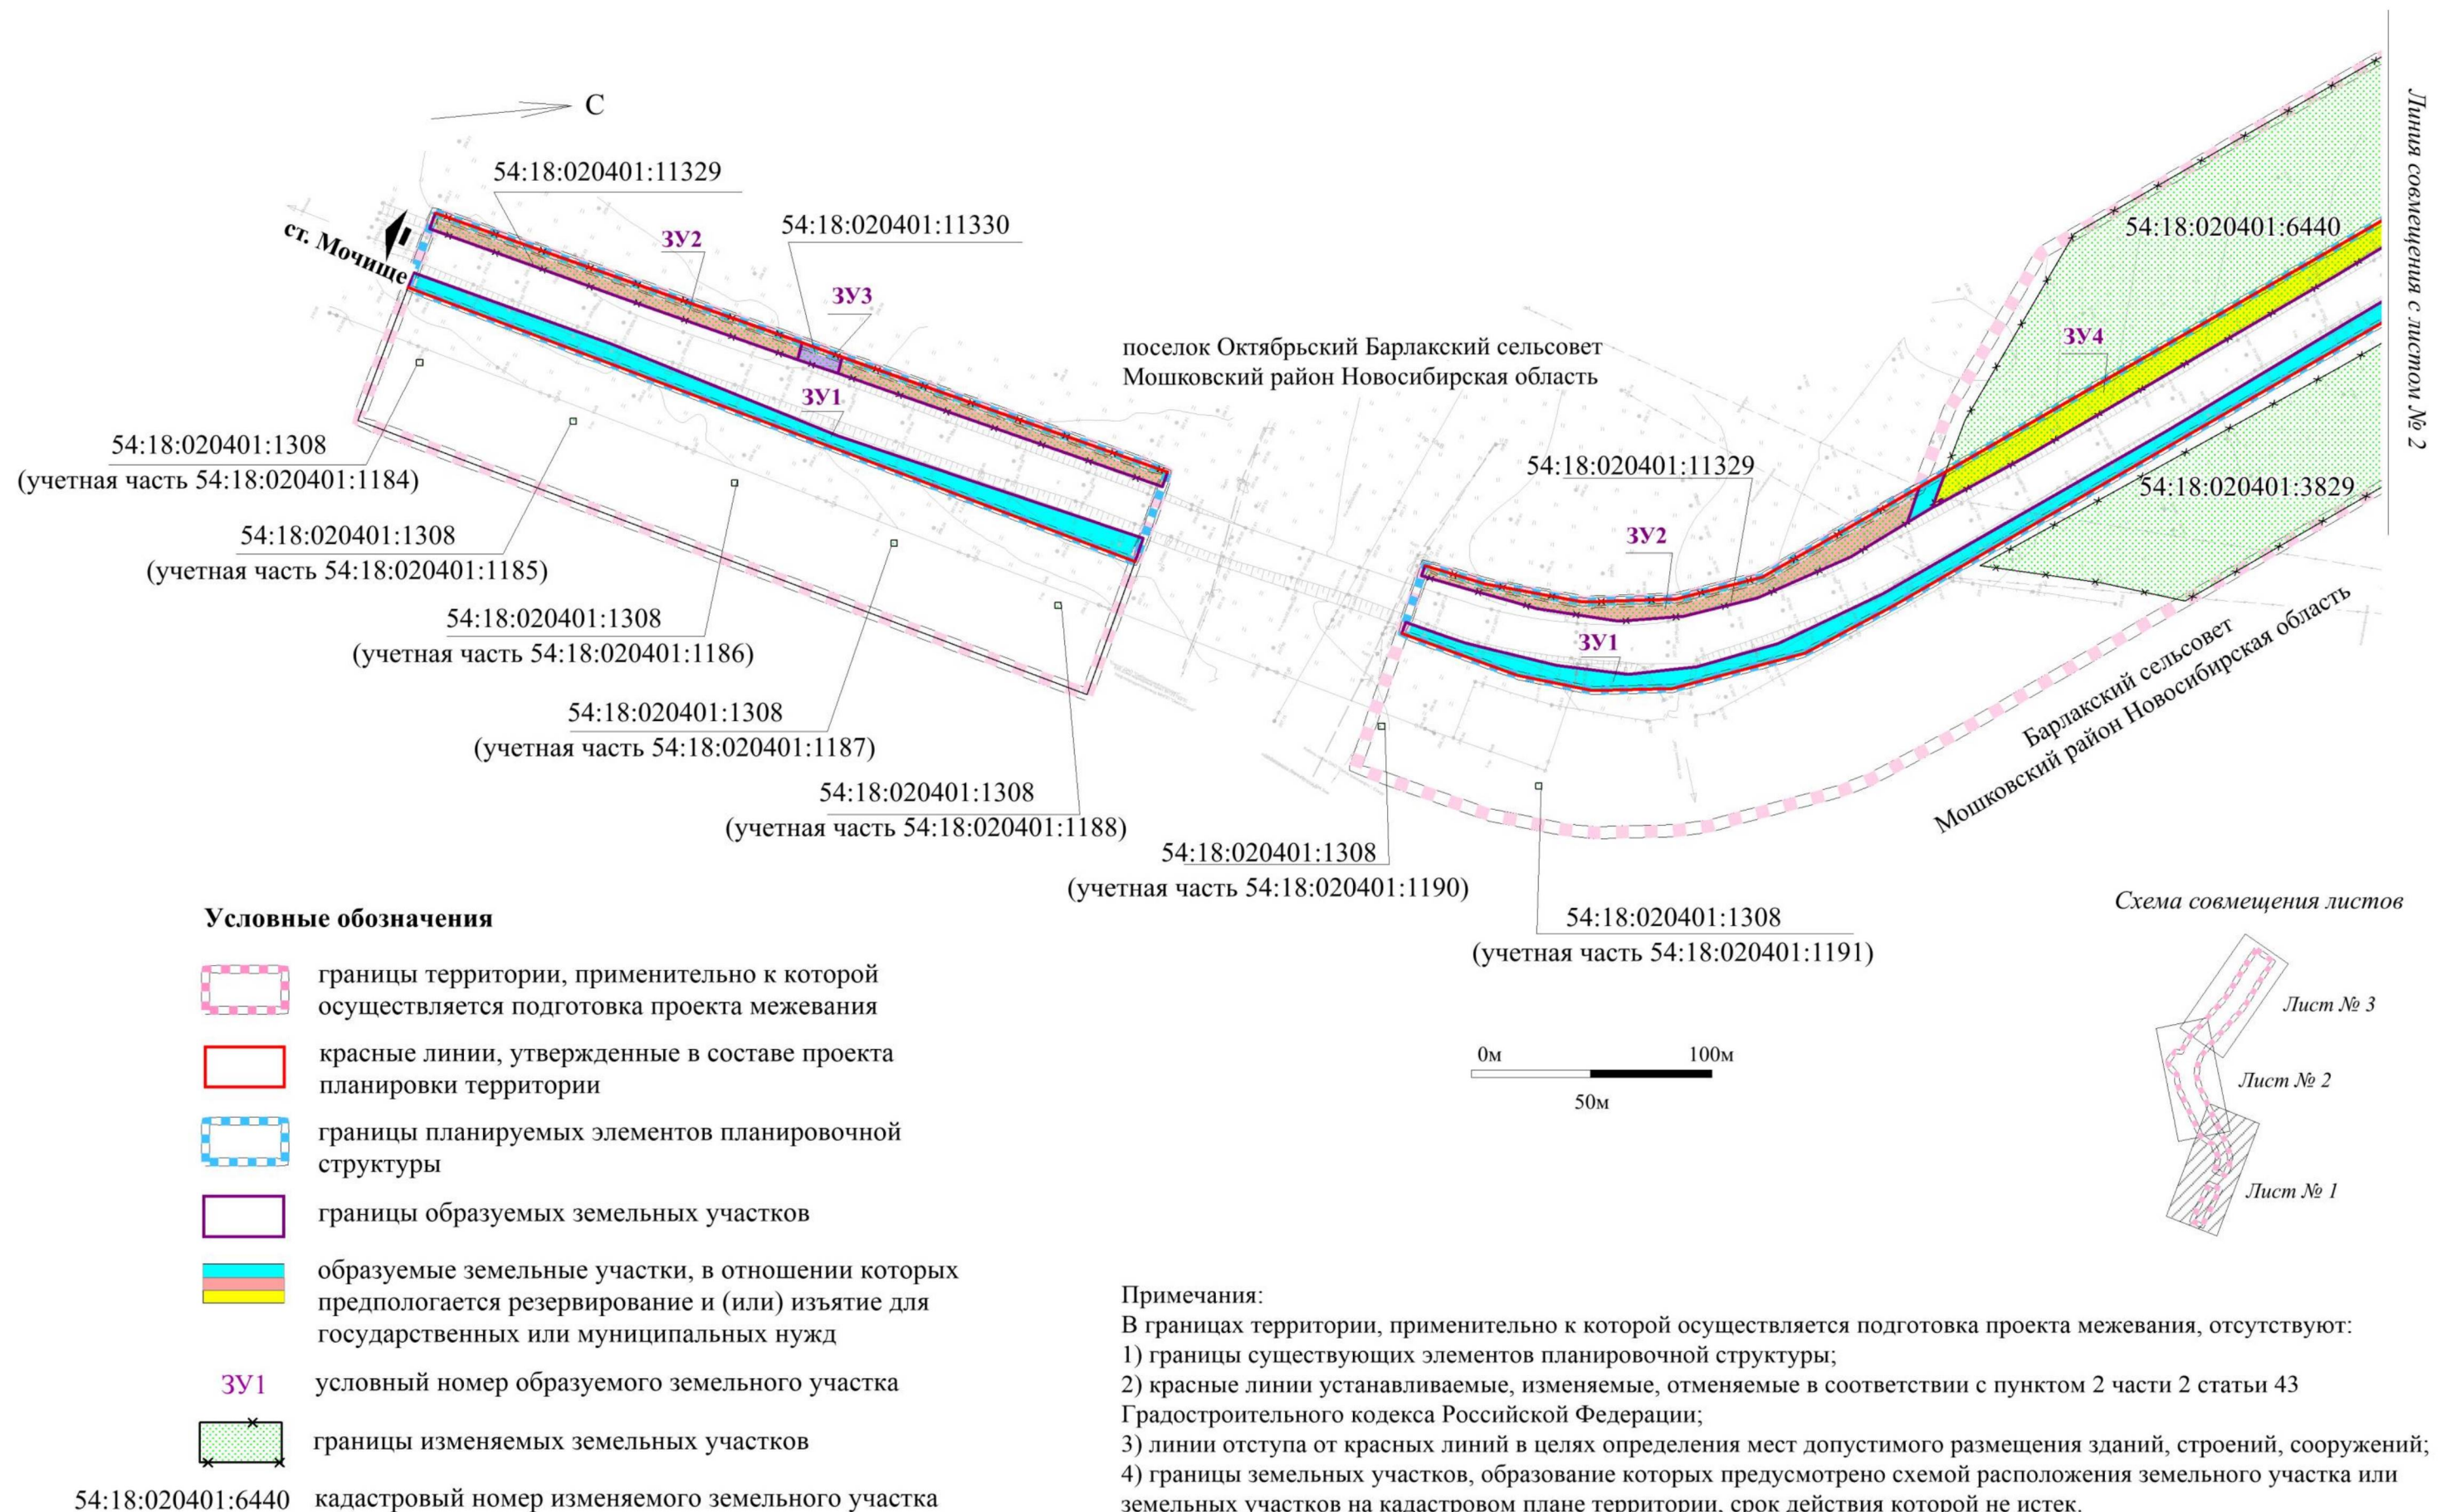 С
54:18:020401:11329
54:18:020401:11330
ЗУ2
ЗУ3
ст. Мочище
ЗУ1
поселок Октябрьский Барлакский сельсовет
Мошковский район Новосибирская область
54:18:020401:6440
Линия совмещения с листом № 2
ЗУ4
54:18:020401:11329
54:18:020401:3829
ЗУ2
ЗУ1
Барлакский сельсовет
Мошковский район Новосибирская область
54:18:020401:1308
(учетная часть 54:18:020401:1184)
54:18:020401:1308
(учетная часть 54:18:020401:1185)
54:18:020401:1308
(учетная часть 54:18:020401:1186)
54:18:020401:1308
(учетная часть 54:18:020401:1187)
54:18:020401:1308
(учетная часть 54:18:020401:1188)
54:18:020401:1308
(учетная часть 54:18:020401:1190)
54:18:020401:1308
(учетная часть 54:18:020401:1191)
Условные обозначения
границы территории, применительно к которой
осуществляется подготовка проекта межевания
красные линии, утвержденные в составе проекта
планировки территории
границы планируемых элементов планировочной
структуры
границы образуемых земельных участков
образуемые земельные участки, в отношении которых
предпологается резервирование и (или) изъятие для
государственных или муниципальных нужд
ЗУ1 условный номер образуемого земельного участка
границы изменяемых земельных участков
54:18:020401:6440 кадастровый номер изменяемого земельного участка
0м 100м
50м
Схема совмещения листов
Лист № 3
Лист № 2
Лист № 1
Примечания:
В границах территории, применительно к которой осуществляется подготовка проекта межевания, отсутствуют:
1) границы существующих элементов планировочной структуры;
2) красные линии устанавливаемые, изменяемые, отменяемые в соответствии с пунктом 2 части 2 статьи 43
Градостроительного кодекса Российской Федерации;
3) линии отступа от красных линий в целях определения мест допустимого размещения зданий, строений, сооружений;
4) границы земельных участков, образование которых предусмотрено схемой расположения земельного участка или
земельных участков на кадастровом плане территории, срок действия которой не истек.